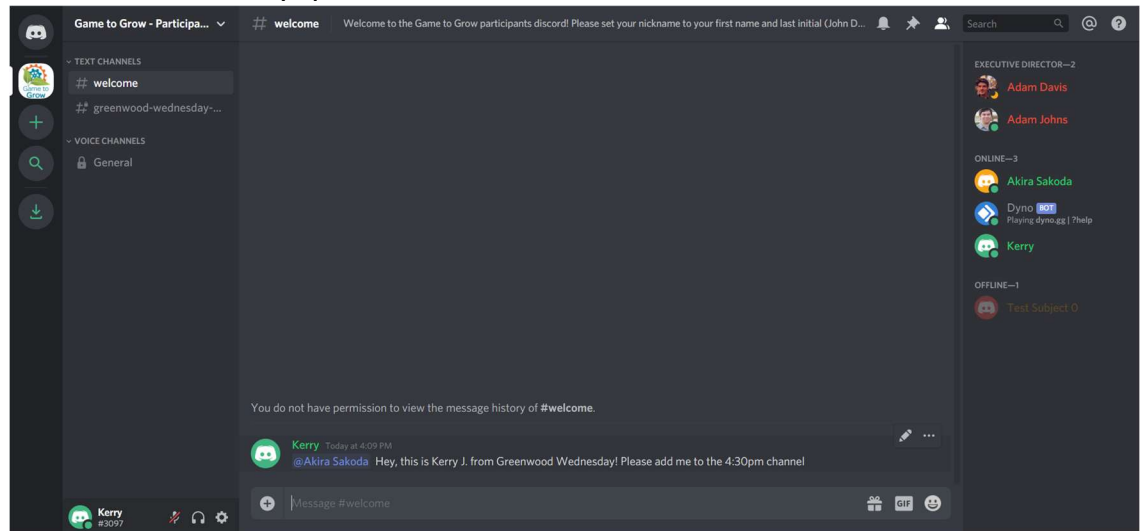 Game to Grow - Participa...
welcome
Welcome to the Game to Grow participants discord! Please set your nickname to your first name and last initial (John D...
Search
Game to
Grow
TEXT CHANNELS
welcome
greenwood-wednesday-...
VOICE CHANNELS
General
You do not have permission to view the message history of #welcome.
Kerry Today at 4:09 PM
@Akira Sakoda Hey, this is Kerry J. from Greenwood Wednesday! Please add me to the 4:30pm channel
Message #welcome
GIF
Kerry
#3097
EXECUTIVE DIRECTOR—2
Adam Davis
Adam Johns
ONLINE—3
Akira Sakoda
Dyno BOT
Playing dyno.gg | ?help
Kerry
OFFLINE—1
Test Subject 0